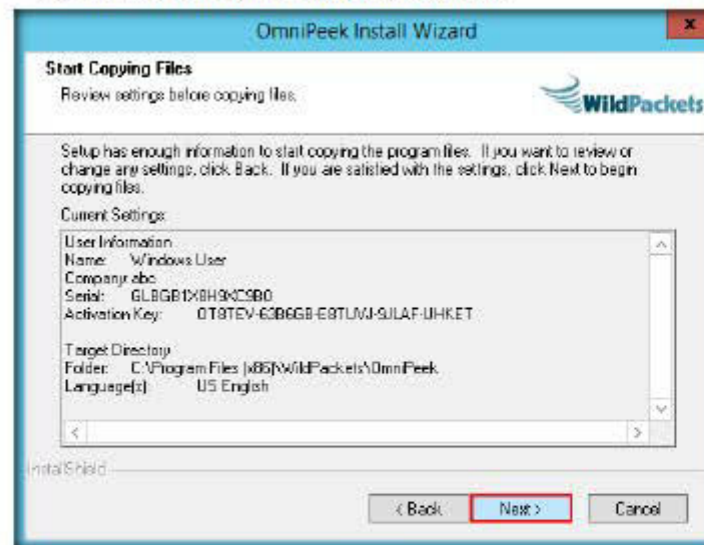 OmniPeek Install Wizard
x
Start Copying Files
Review settings before copying files.
WildPackets
Setup has enough information to start copying the program files. If you want to review or
change any settings, click Back. If you are satisfied with the settings, click Next to begin
copying files.
Current Settings:
User Information
Name: Windows User
Company: abc
Serial:
Activation Key:
Target Directory
Folder: C:\Program Files (x86)\WildPackets\OmniPeek
Language(s): US English
InstallShield
< Back
Next >
Cancel